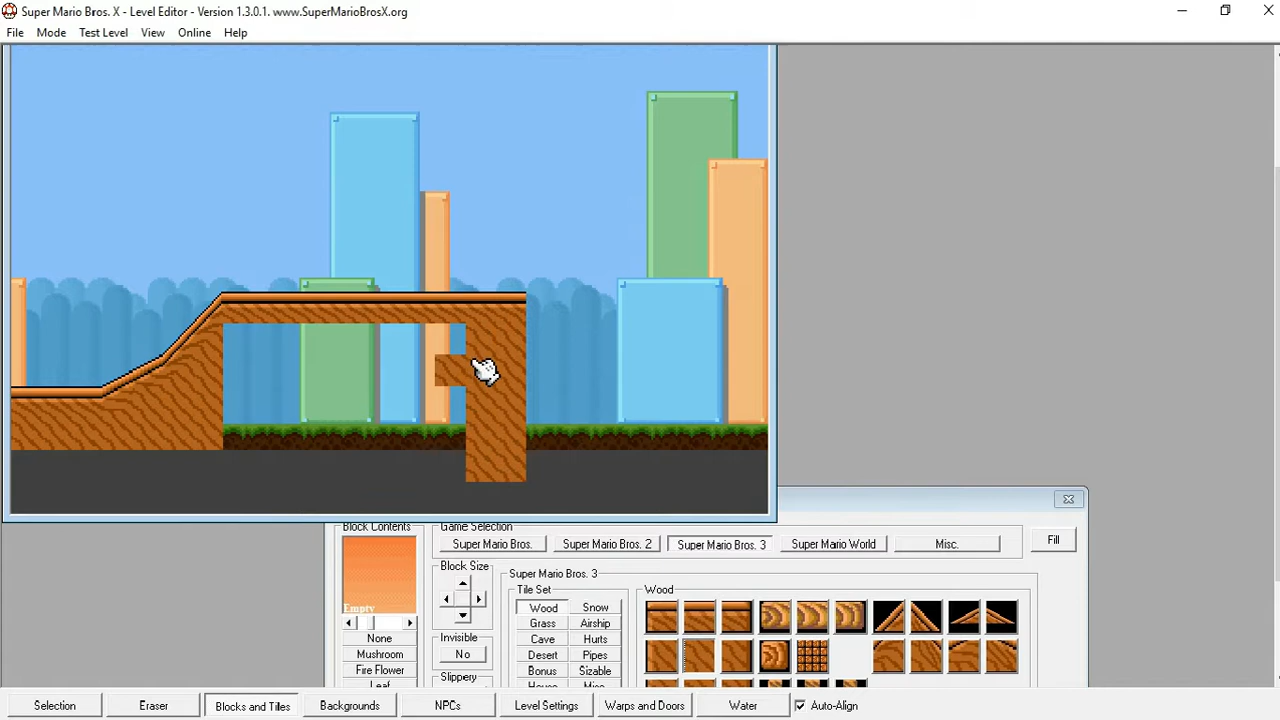 Super Mario Bros. X - Level Editor - Version 1.3.0.1. www.SuperMarioBrosX.org
File Mode Test Level View Online Help
Block Contents
Game Selection
Super Mario Bros. Super Mario Bros. 2 Super Mario Bros. 3 Super Mario World Misc. Fill
Block Size
Empty
Super Mario Bros. 3
Tile Set
Wood
Wood Snow
Grass Airship
Cave Hurts
Desert Pipes
Bonus Sizable
None
Mushroom
Fire Flower
Invisible
No
Slippery
Selection Eraser Blocks and Tiles Backgrounds NPCs Level Settings Warps and Doors Water Auto-Align